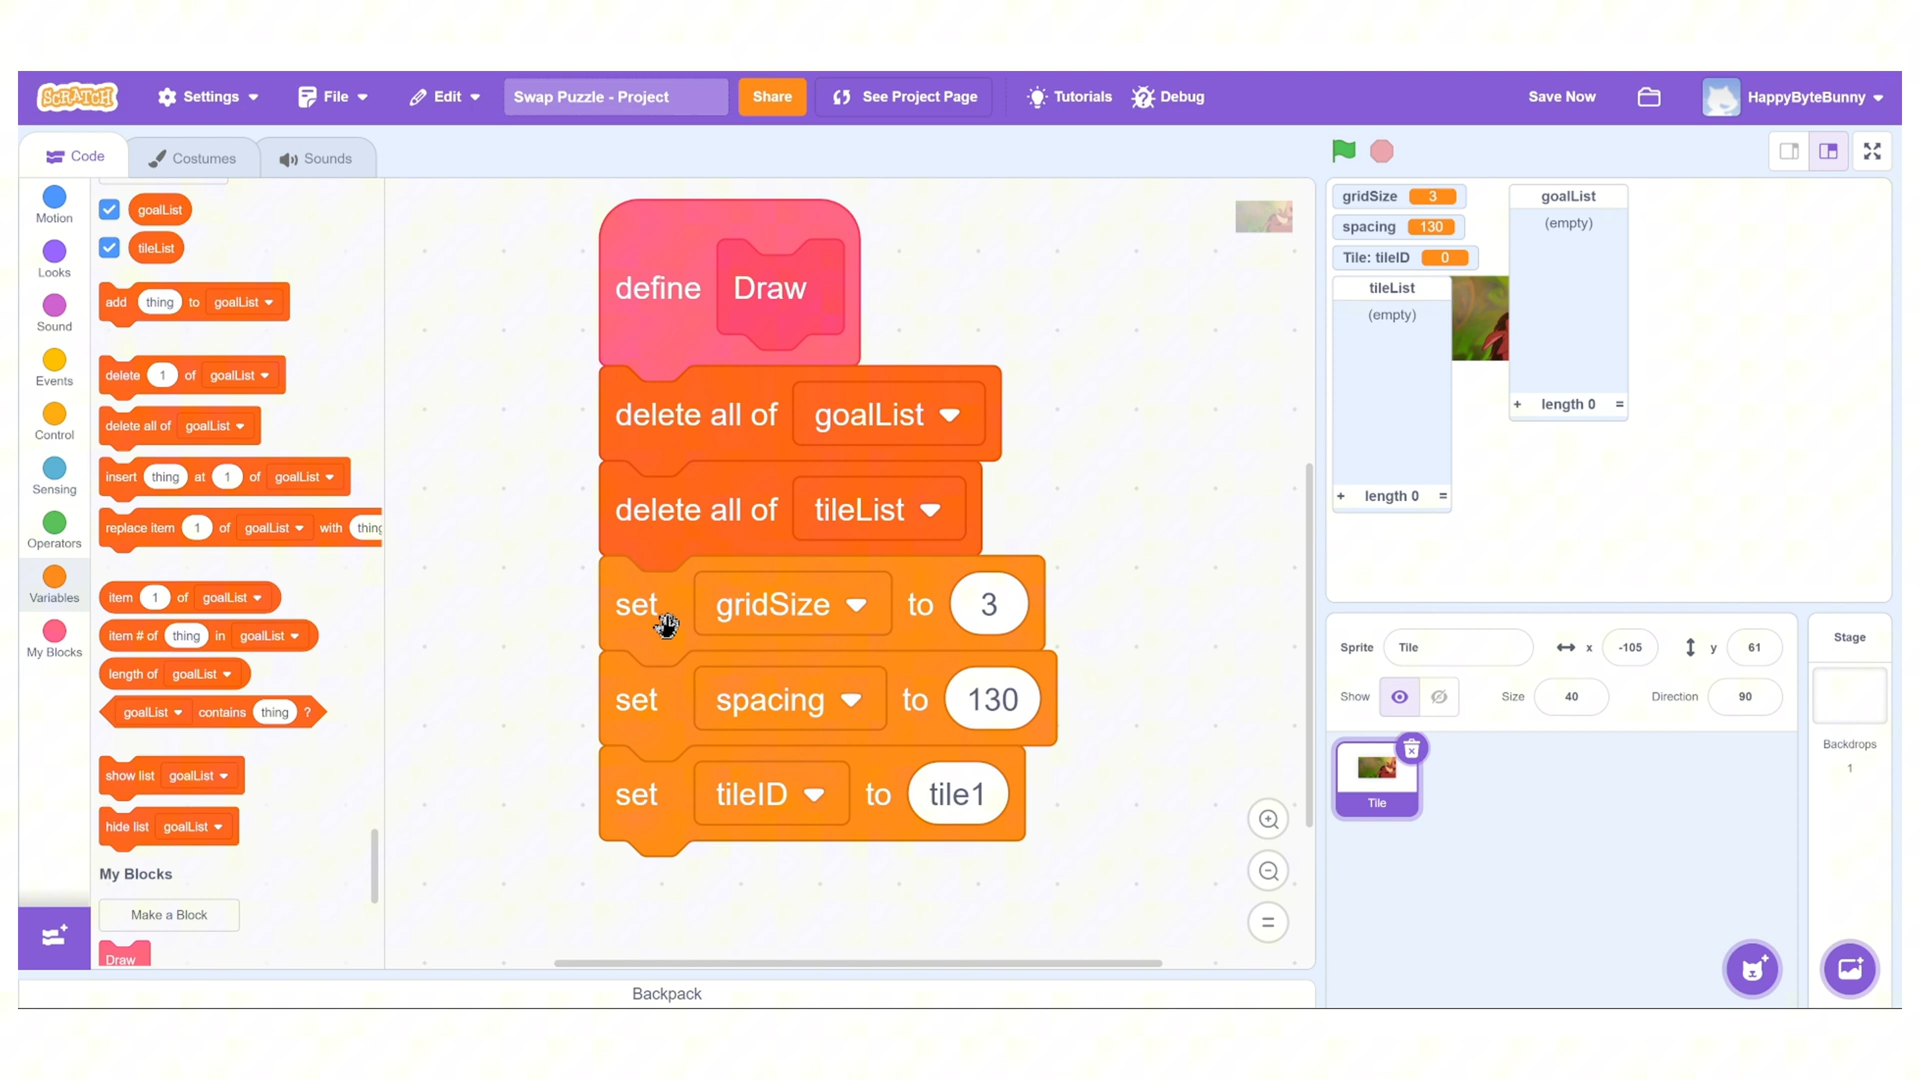 SCRATCH
Settings
File
Edit
Swap Puzzle - Project
Share
See Project Page
Tutorials
Debug
Save Now
HappyByteBunny
Code
Costumes
Sounds
Motion
Looks
Sound
Events
Control
Sensing
Operators
Variables
My Blocks
goalList
tileList
add thing to goalList
delete 1 of goalList
delete all of goalList
insert thing at 1 of goalList
replace item 1 of goalList with thing
item 1 of goalList
item # of thing in goalList
length of goalList
goalList contains thing ?
show list goalList
hide list goalList
My Blocks
Make a Block
Draw
define Draw
delete all of goalList
delete all of tileList
set gridSize to 3
set spacing to 130
set tileID to tile1
Backpack
gridSize 3
spacing 130
Tile: tileID 0
tileList
(empty)
+ length 0 =
goalList
(empty)
+ length 0 =
Sprite Tile x -105 y 61
Show Size 40 Direction 90
Tile
Stage
Backdrops
1